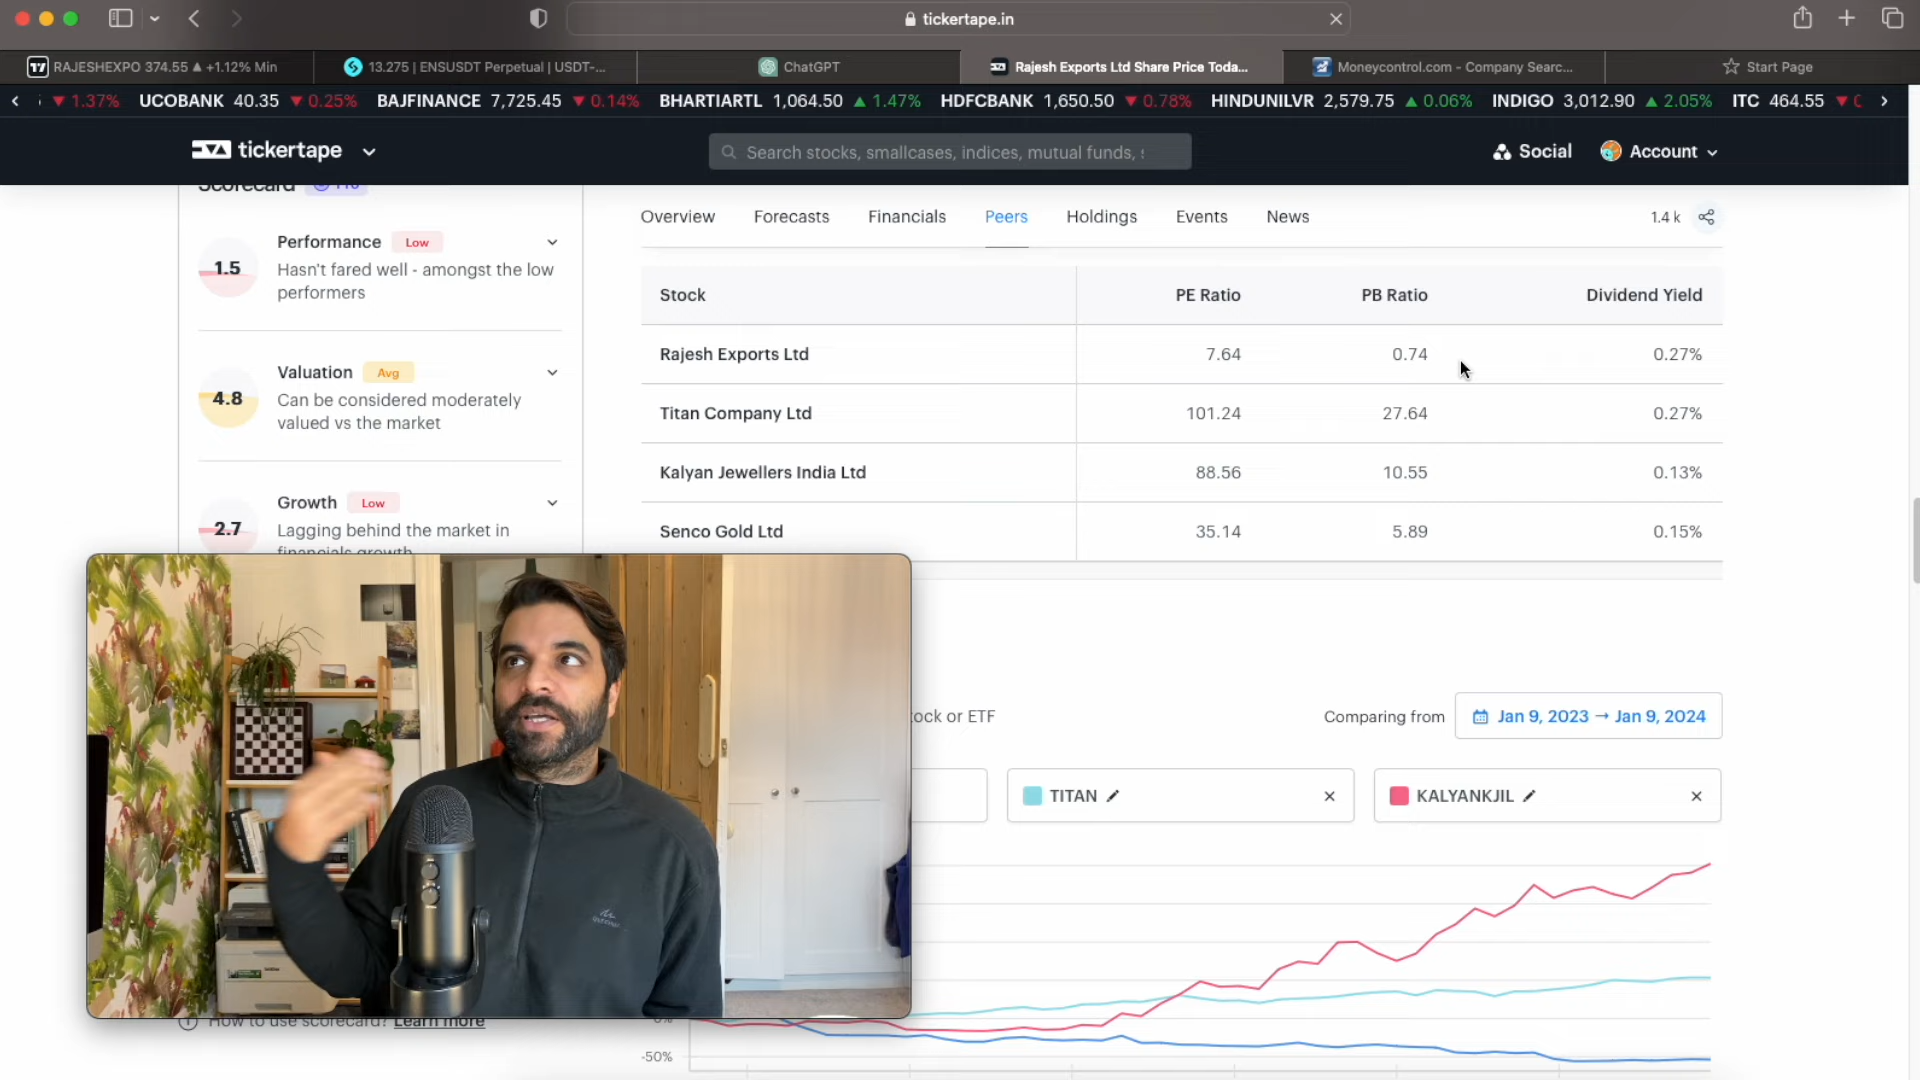 tickertape.in
RAJESHEXPO 374.55 ▲ +1.12% Min
13.275 | ENSUSDT Perpetual | USDT-...
ChatGPT
Rajesh Exports Ltd Share Price Toda...
Moneycontrol.com - Company Searc...
Start Page
▼ 1.37% UCOBANK 40.35 ▼ 0.25% BAJFINANCE 7,725.45 ▼ 0.14% BHARTIARTL 1,064.50 ▲ 1.47% HDFCBANK 1,650.50 ▼ 0.78% HINDUNILVR 2,579.75 ▲ 0.06% INDIGO 3,012.90 ▲ 2.05% ITC 464.55 ▼
tickertape
Search stocks, smallcases, indices, mutual funds,
Social
Account
Scorecard
Overview Forecasts Financials Peers Holdings Events News
1.4 k
Performance Low
1.5
Hasn't fared well - amongst the low
performers
Valuation Avg
4.8
Can be considered moderately
valued vs the market
Growth Low
2.7
Lagging behind the market in
financials growth
Stock PE Ratio PB Ratio Dividend Yield
Rajesh Exports Ltd 7.64 0.74 0.27%
Titan Company Ltd 101.24 27.64 0.27%
Kalyan Jewellers India Ltd 88.56 10.55 0.13%
Senco Gold Ltd 35.14 5.89 0.15%
tock or ETF
Comparing from
Jan 9, 2023 → Jan 9, 2024
TITAN
KALYANKJIL
0%
-50%
How to use scorecard? Learn more